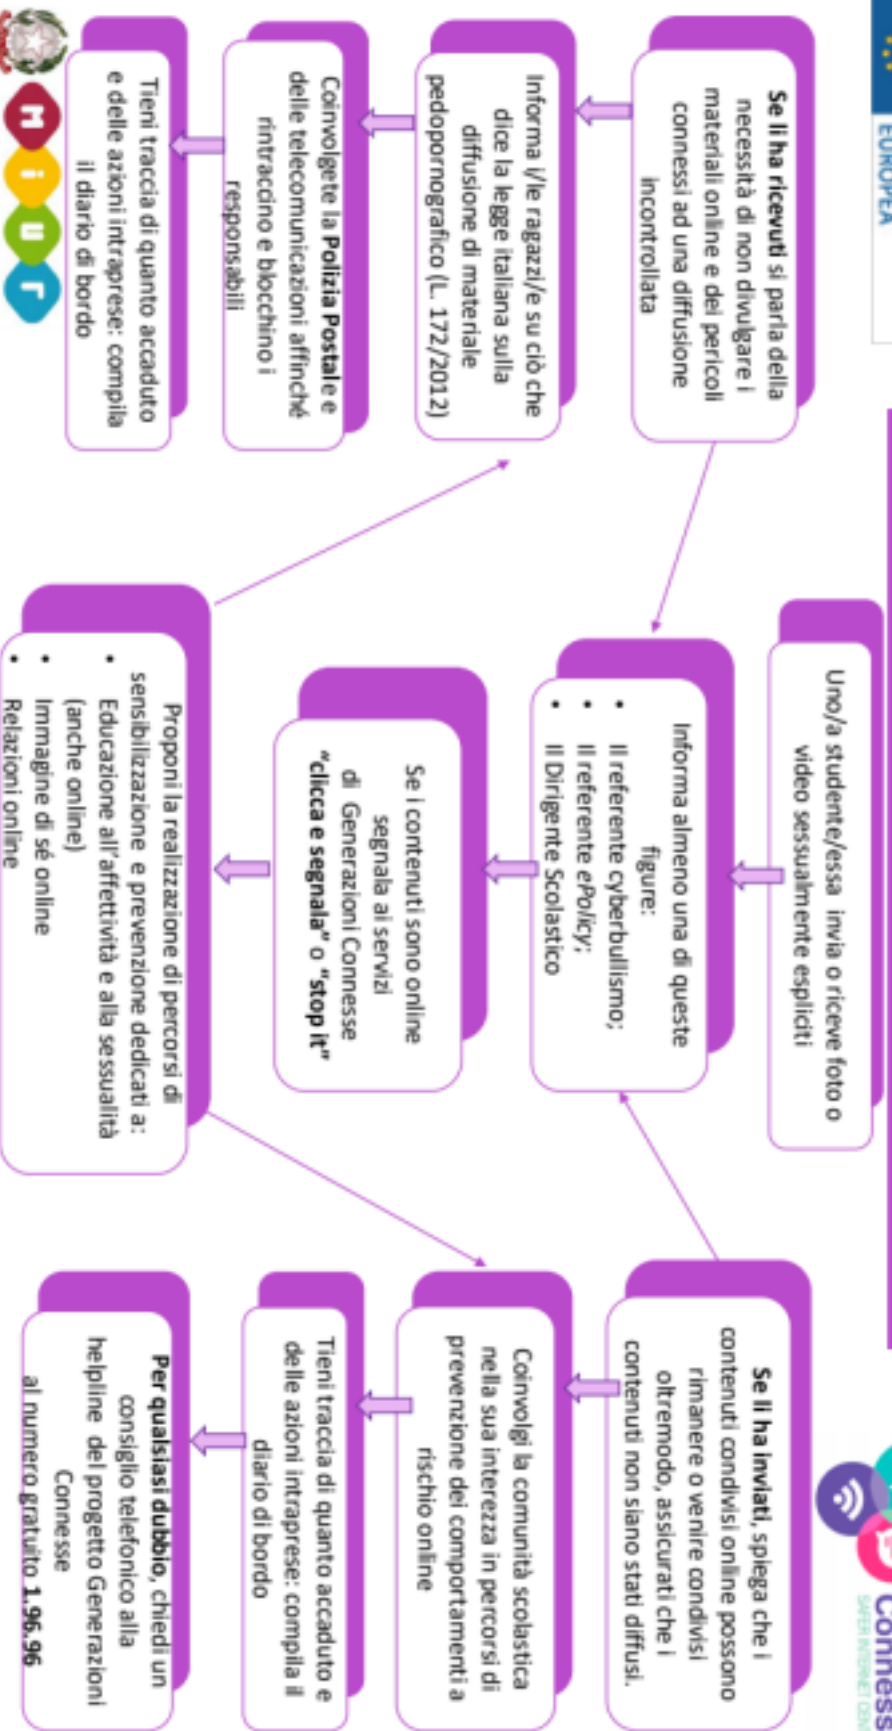 EUROPEA
Conness
SAFER INTERNET CENT
Uno/a studente/essa invia o riceve foto o
video sessualmente espliciti
Se li ha ricevuti si parla della
necessità di non divulgare i
materiali online e dei pericoli
connessi ad una diffusione
incontrollata
Informa i/le ragazzi/e su ciò che
dice la legge italiana sulla
diffusione di materiale
pedopornografico (L. 172/2012)
Coinvolgete la Polizia Postale e
delle telecomunicazioni affinché
rintraccino e blocchino i
responsabili
Tieni traccia di quanto accaduto
e delle azioni intraprese: compila
il diario di bordo
Informa almeno una di queste
figure:
• Il referente cyberbullismo;
• Il referente ePolicy;
• Il Dirigente Scolastico
Se i contenuti sono online
segnala ai servizi
di Generazioni Connesse
"clicca e segnala" o "stop it"
Proponi la realizzazione di percorsi di
sensibilizzazione e prevenzione dedicati a:
• Educazione all'affettività e alla sessualità
(anche online)
• Immagine di sé online
• Relazioni online
Se li ha inviati, spiega che i
contenuti condivisi online possono
rimanere o venire condivisi
oltremodo, assicurati che i
contenuti non siano stati diffusi.
Coinvolgi la comunità scolastica
nella sua interezza in percorsi di
prevenzione dei comportamenti a
rischio online
Tieni traccia di quanto accaduto e
delle azioni intraprese: compila il
diario di bordo
Per qualsiasi dubbio, chiedi un
consiglio telefonico alla
helpline del progetto Generazioni
Connesse
al numero gratuito 1.96.96
MiUr